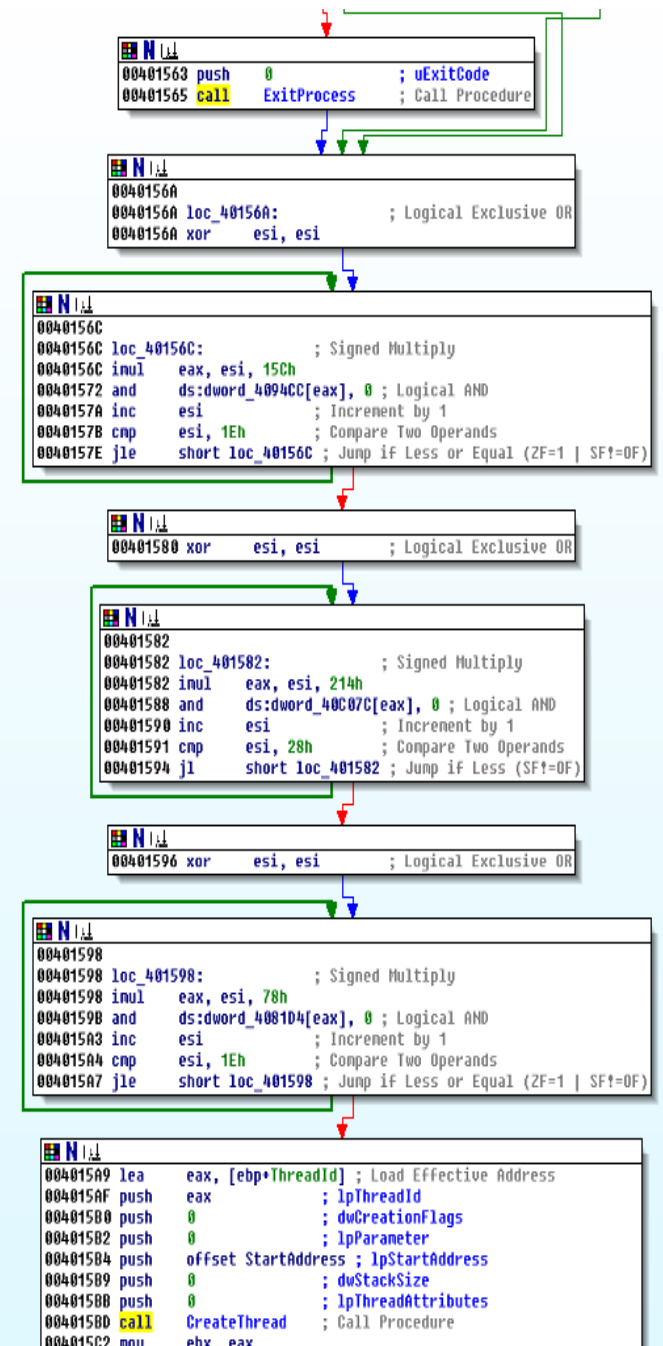 00401563 push 0 ; uExitCode
00401565 call ExitProcess ; Call Procedure
0040156A
0040156A loc_40156A: ; Logical Exclusive OR
0040156A xor esi, esi
0040156C
0040156C loc_40156C: ; Signed Multiply
0040156C imul eax, esi, 15Ch
00401572 and ds:dword_4094CC[eax], 0 ; Logical AND
0040157A inc esi ; Increment by 1
0040157B cmp esi, 1Eh ; Compare Two Operands
0040157E jle short loc_40156C ; Jump if Less or Equal (ZF=1 | SF!=OF)
00401580 xor esi, esi ; Logical Exclusive OR
00401582
00401582 loc_401582: ; Signed Multiply
00401582 imul eax, esi, 214h
00401588 and ds:dword_40C07C[eax], 0 ; Logical AND
00401590 inc esi ; Increment by 1
00401591 cmp esi, 28h ; Compare Two Operands
00401594 jl short loc_401582 ; Jump if Less (SF!=OF)
00401596 xor esi, esi ; Logical Exclusive OR
00401598
00401598 loc_401598: ; Signed Multiply
00401598 imul eax, esi, 78h
0040159B and ds:dword_4081D4[eax], 0 ; Logical AND
004015A3 inc esi ; Increment by 1
004015A4 cmp esi, 1Eh ; Compare Two Operands
004015A7 jle short loc_401598 ; Jump if Less or Equal (ZF=1 | SF!=OF)
004015A9 lea eax, [ebp+ThreadId] ; Load Effective Address
004015AF push eax ; lpThreadId
004015B0 push 0 ; dwCreationFlags
004015B2 push 0 ; lpParameter
004015B4 push offset StartAddress ; lpStartAddress
004015B9 push 0 ; dwStackSize
004015BB push 0 ; lpThreadAttributes
004015BD call CreateThread ; Call Procedure
004015C2 mov ebx, eax